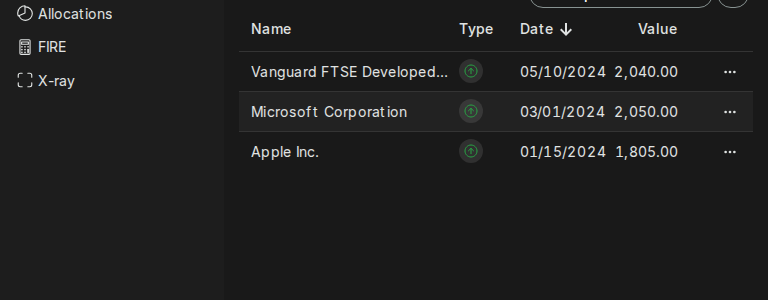 Allocations
FIRE
X-ray
Name Type Date Value
Vanguard FTSE Developed... 05/10/2024 2,040.00
Microsoft Corporation 03/01/2024 2,050.00
Apple Inc. 01/15/2024 1,805.00